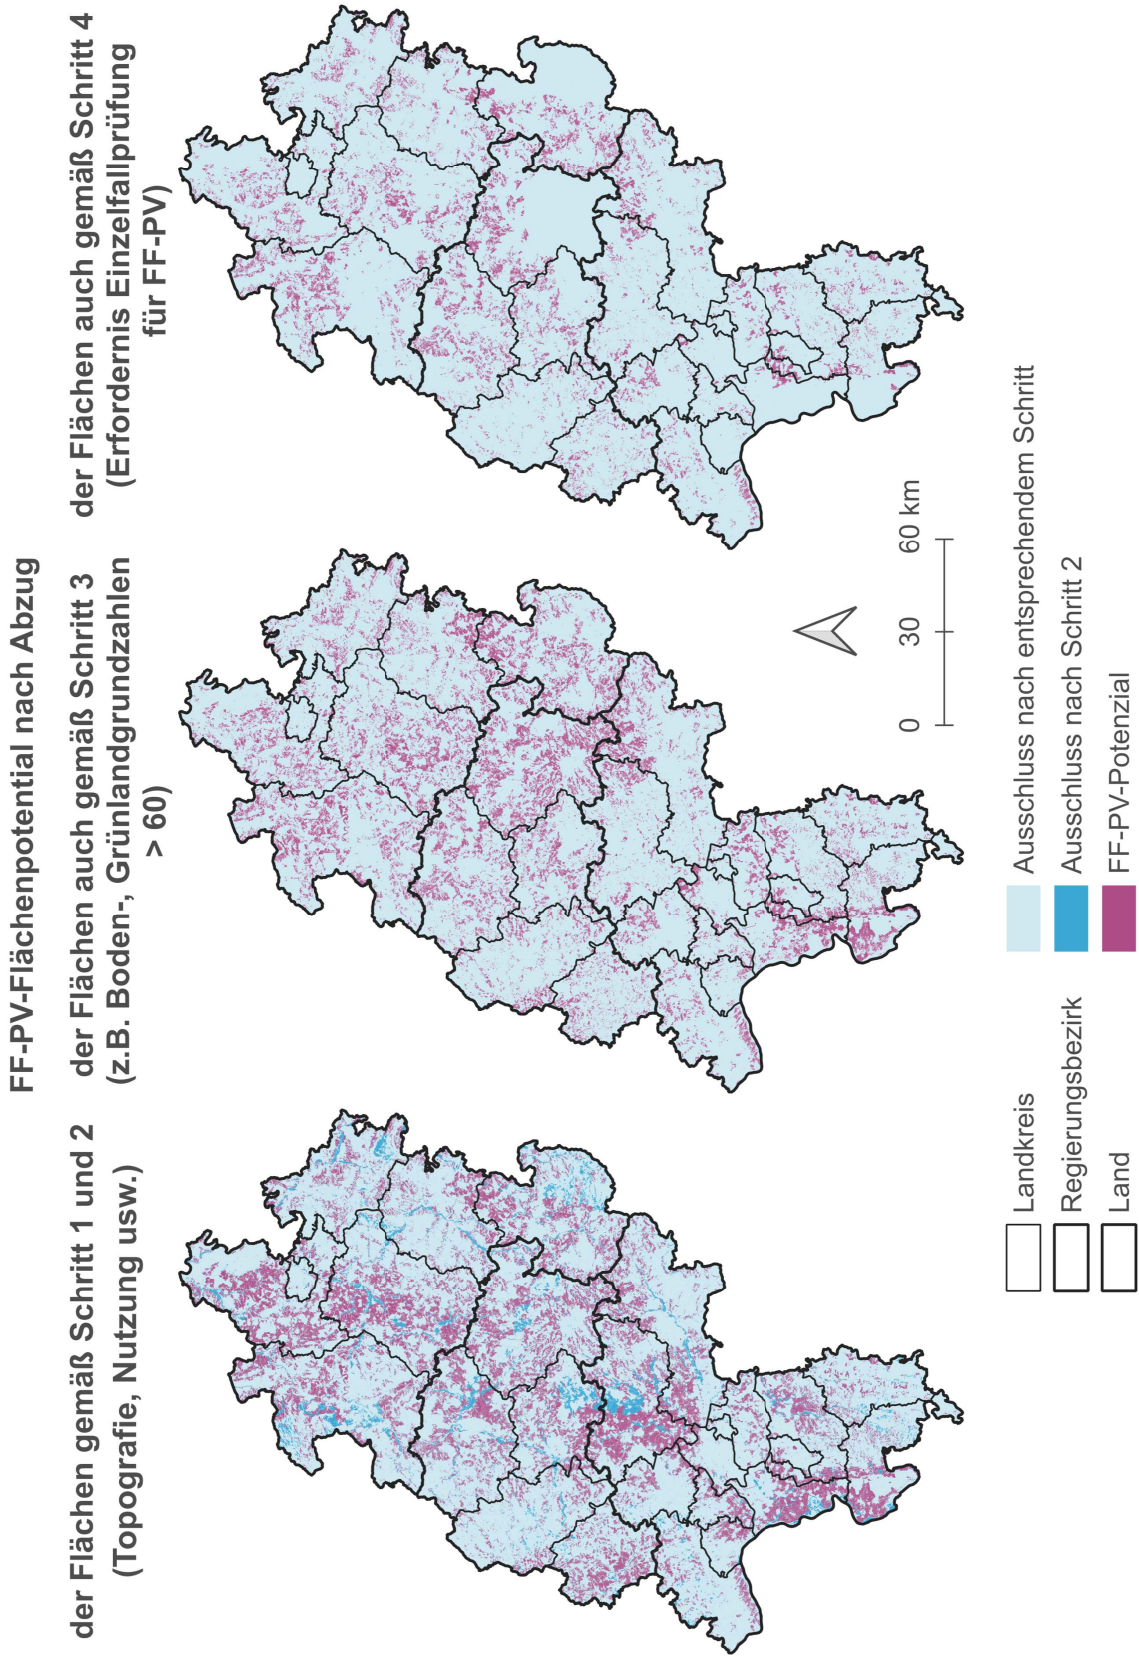 FF-PV-Flächenpotential nach Abzug
der Flächen gemäß Schritt 1 und 2
(Topografie, Nutzung usw.)
der Flächen auch gemäß Schritt 3
(z.B. Boden-, Grünlandgrundzahlen
> 60)
der Flächen auch gemäß Schritt 4
(Erfordernis Einzelfallprüfung
für FF-PV)
0 30 60 km
Landkreis
Regierungsbezirk
Land
Ausschluss nach entsprechendem Schritt
Ausschluss nach Schritt 2
FF-PV-Potenzial